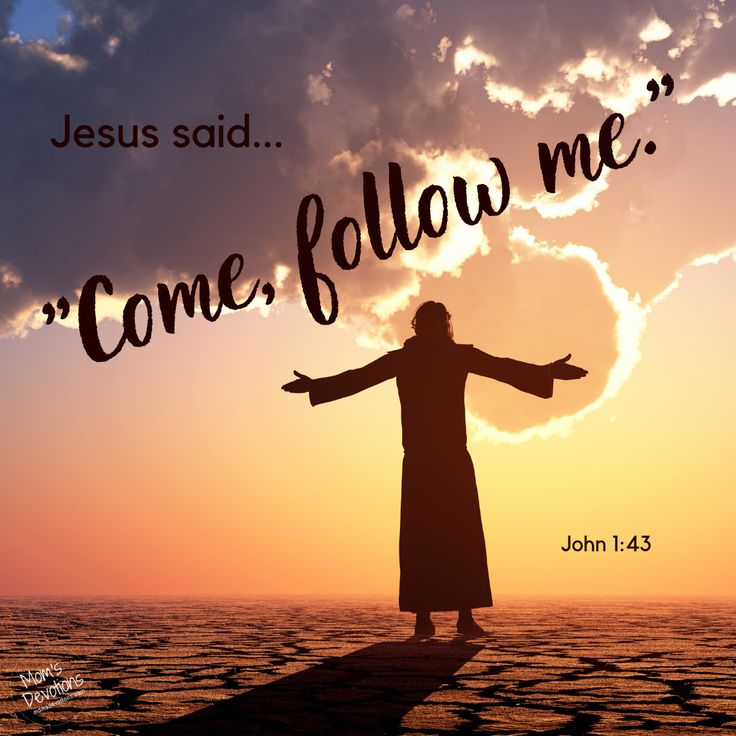 Jesus said...
”Come, follow me.”
John 1:43
Mom's
Devotions